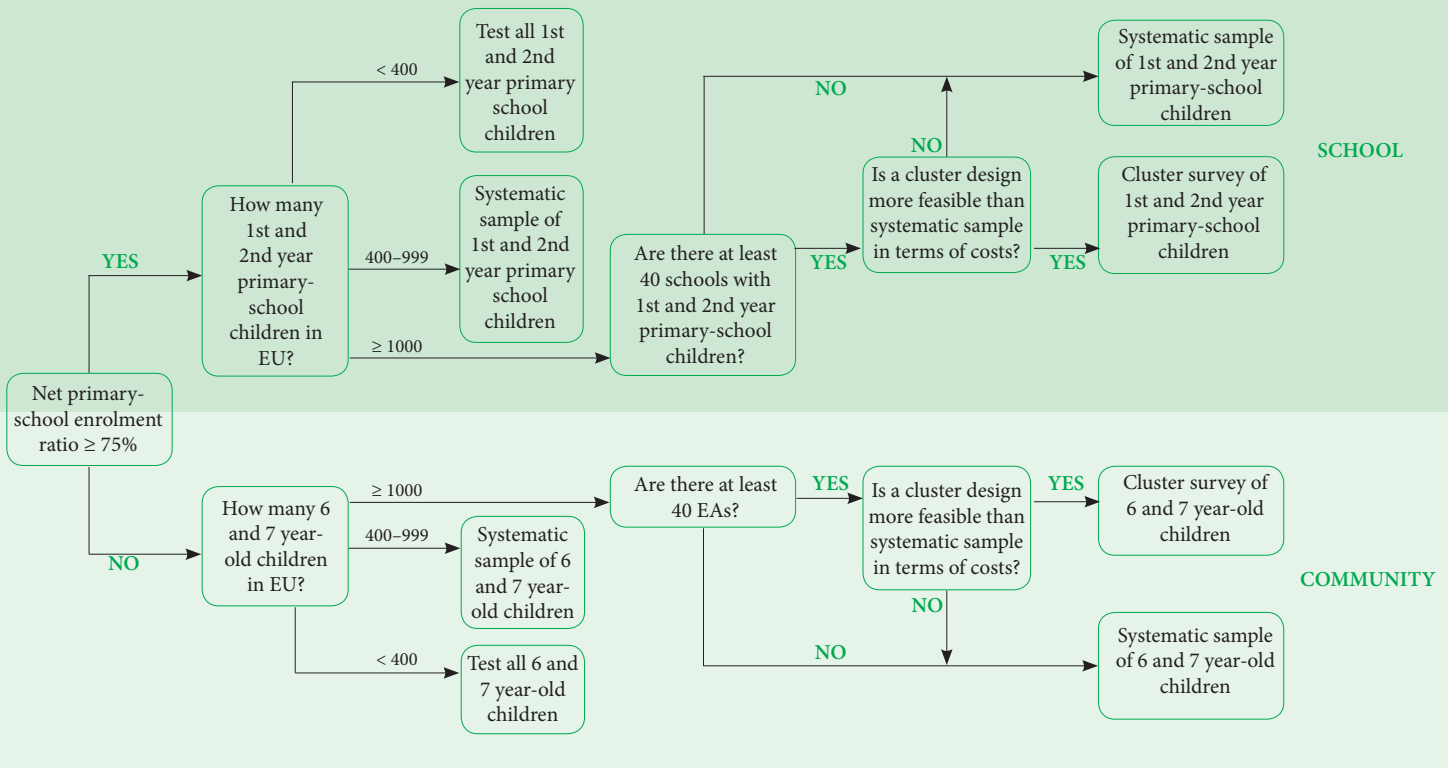 Net primary-
school enrolment
ratio ≥ 75%
YES
How many
1st and
2nd year
primary-
school
children in
EU?
< 400
Test all 1st
and 2nd
year primary
school
children
400–999
Systematic
sample of
1st and 2nd
year primary
school
children
≥ 1000
Are there at least
40 schools with
1st and 2nd year
primary-school
children?
NO
YES
Is a cluster design
more feasible than
systematic sample
in terms of costs?
NO
YES
Systematic sample
of 1st and 2nd year
primary-school
children
Cluster survey of
1st and 2nd year
primary-school
children
SCHOOL
NO
How many 6
and 7 year-
old children
in EU?
≥ 1000
400–999
Systematic
sample of 6
and 7 year-
old children
< 400
Test all 6 and
7 year-old
children
Are there at least
40 EAs?
YES
NO
Is a cluster design
more feasible than
systematic sample
in terms of costs?
YES
NO
Cluster survey of
6 and 7 year-old
children
Systematic sample
of 6 and 7 year-old
children
COMMUNITY